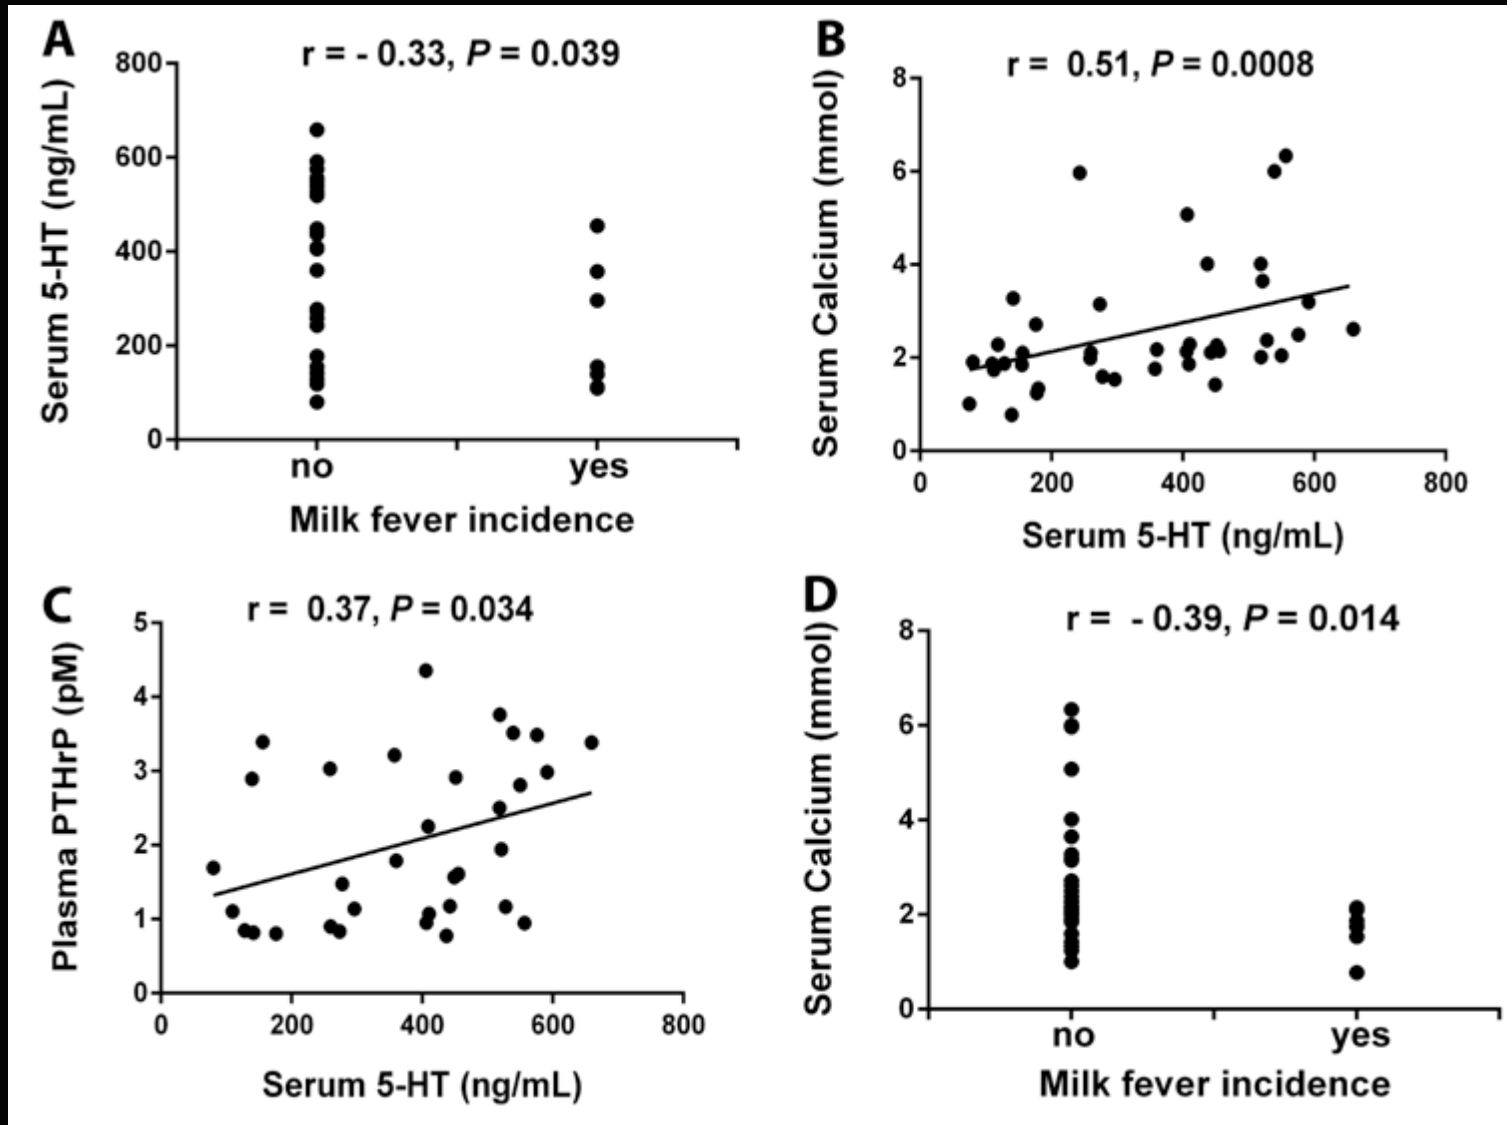 A
r = - 0.33, P = 0.039
Serum 5-HT (ng/mL)
800
600
400
200
0
no yes
Milk fever incidence
B
r = 0.51, P = 0.0008
Serum Calcium (mmol)
8
6
4
2
0
0 200 400 600 800
Serum 5-HT (ng/mL)
C
r = 0.37, P = 0.034
Plasma PTHrP (pM)
5
4
3
2
1
0
0 200 400 600 800
Serum 5-HT (ng/mL)
D
r = - 0.39, P = 0.014
Serum Calcium (mmol)
8
6
4
2
0
no yes
Milk fever incidence